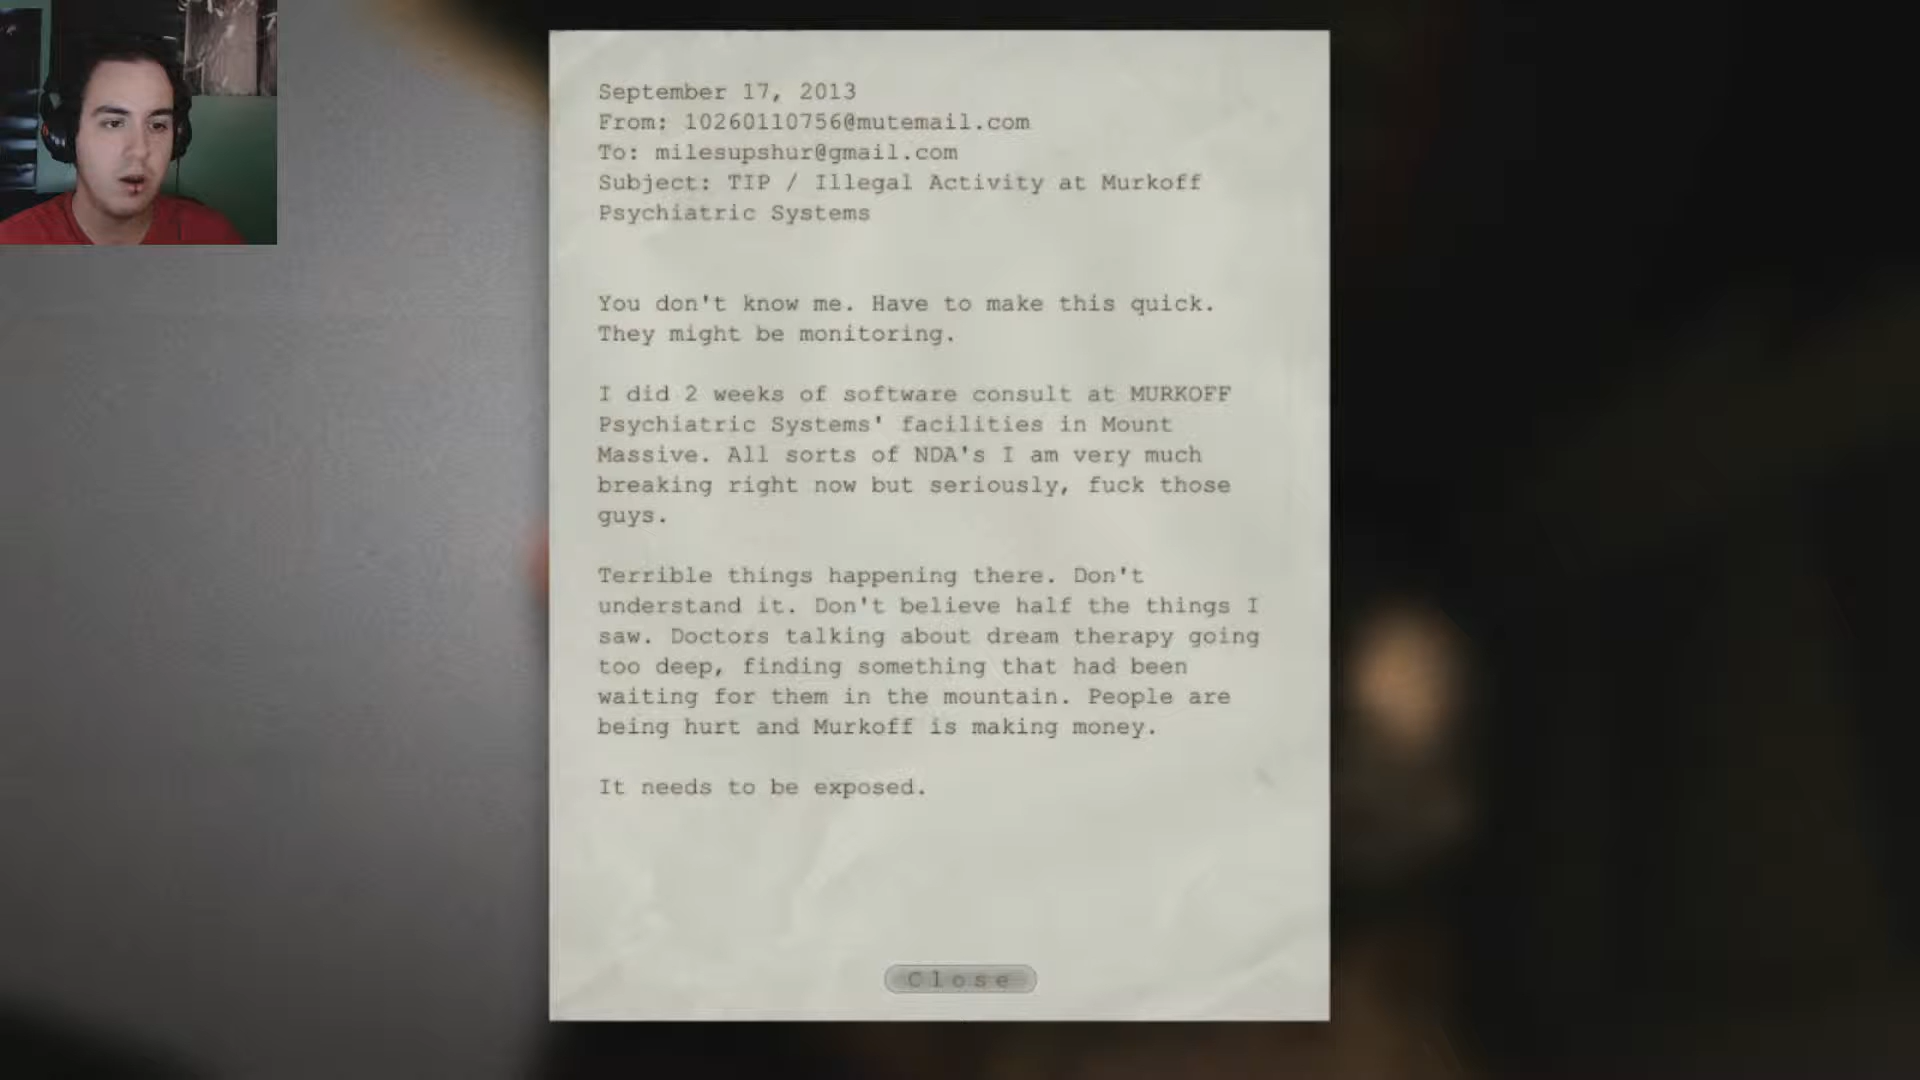 September 17, 2013
From: 10260110756@mutemail.com
To: milesupshur@gmail.com
Subject: TIP / Illegal Activity at Murkoff
Psychiatric Systems
You don't know me. Have to make this quick.
They might be monitoring.
I did 2 weeks of software consult at MURKOFF
Psychiatric Systems' facilities in Mount
Massive. All sorts of NDA's I am very much
breaking right now but seriously, fuck those
guys.
Terrible things happening there. Don't
understand it. Don't believe half the things I
saw. Doctors talking about dream therapy going
too deep, finding something that had been
waiting for them in the mountain. People are
being hurt and Murkoff is making money.
It needs to be exposed.
Close